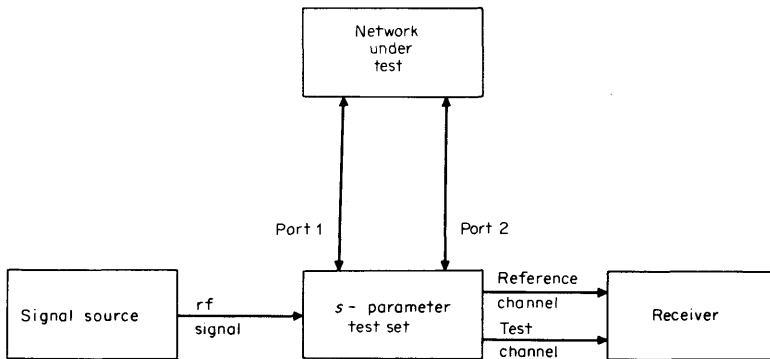 Network
under
test
Port 1
Port 2
Signal source
rf
signal
s - parameter
test set
Reference
channel
Test
channel
Receiver